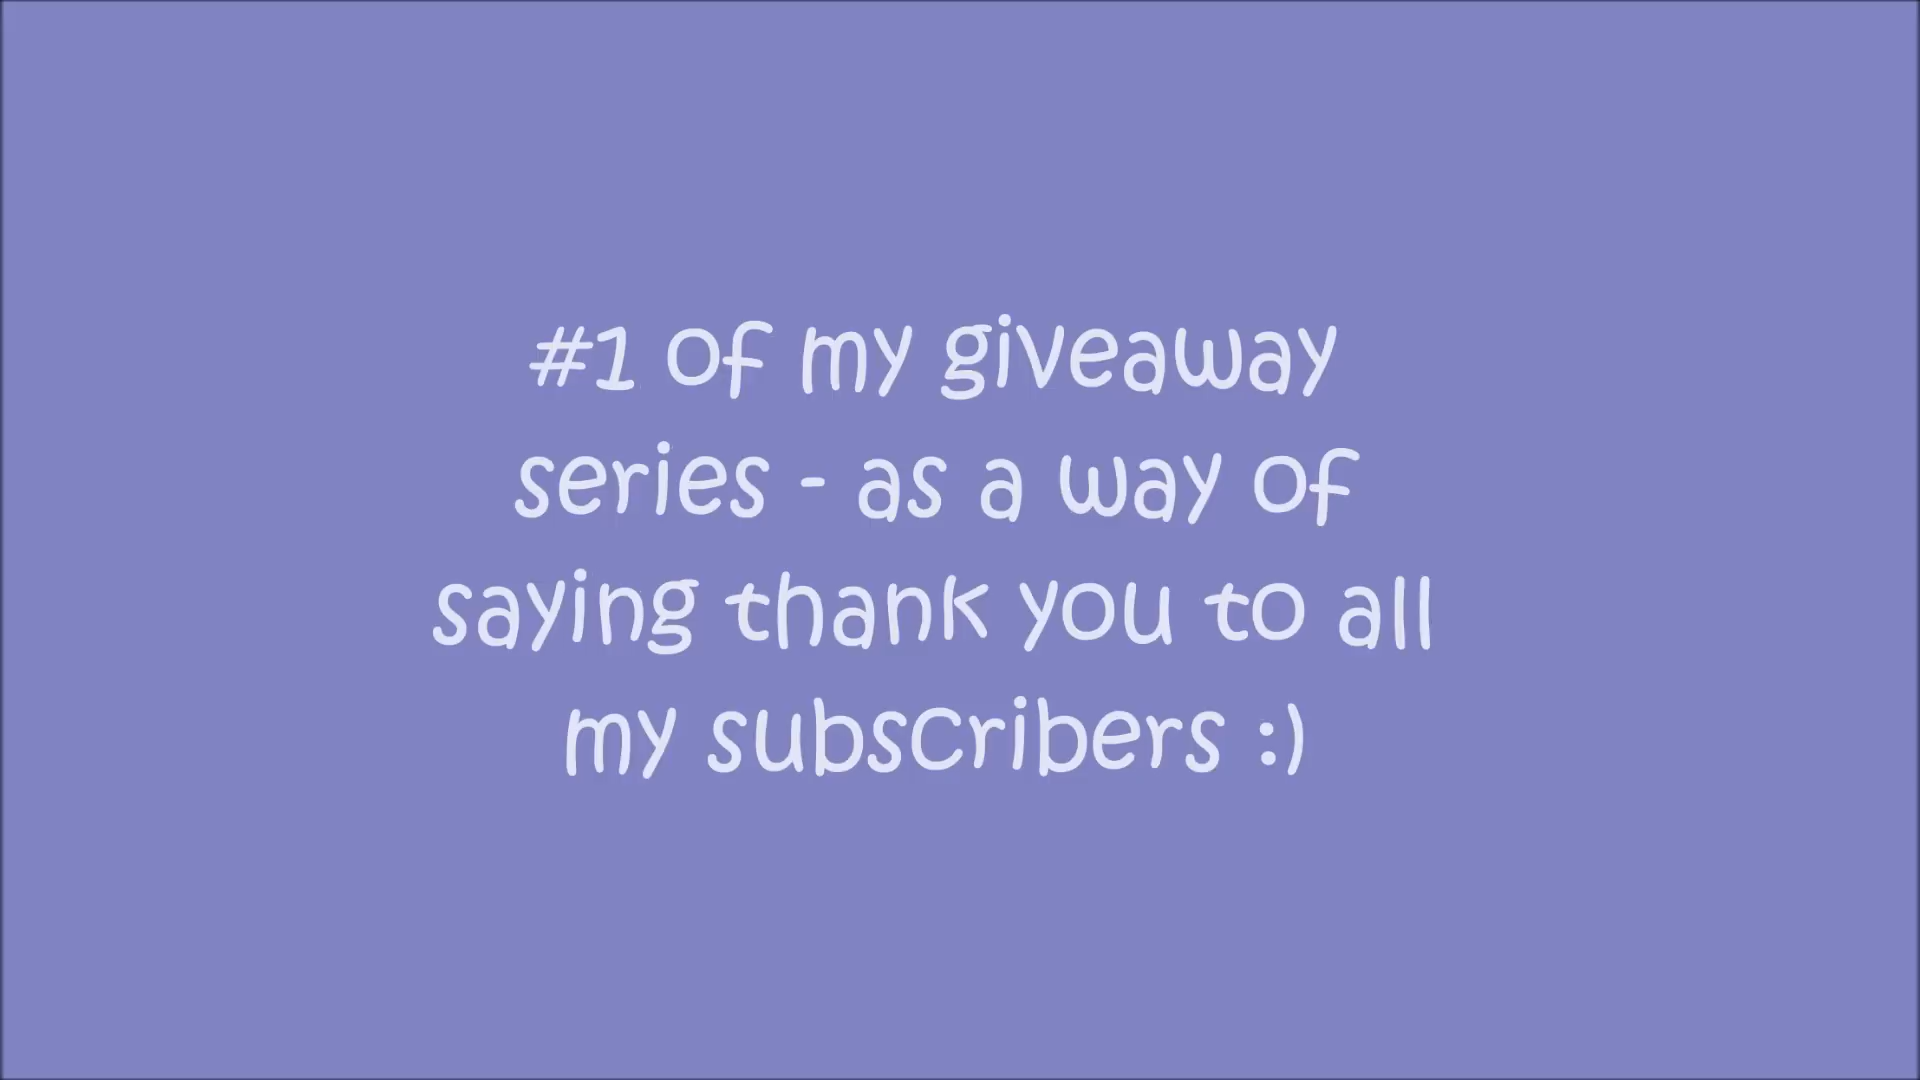 #1 of my giveaway
series - as a way of
saying thank you to all
my subscribers :)